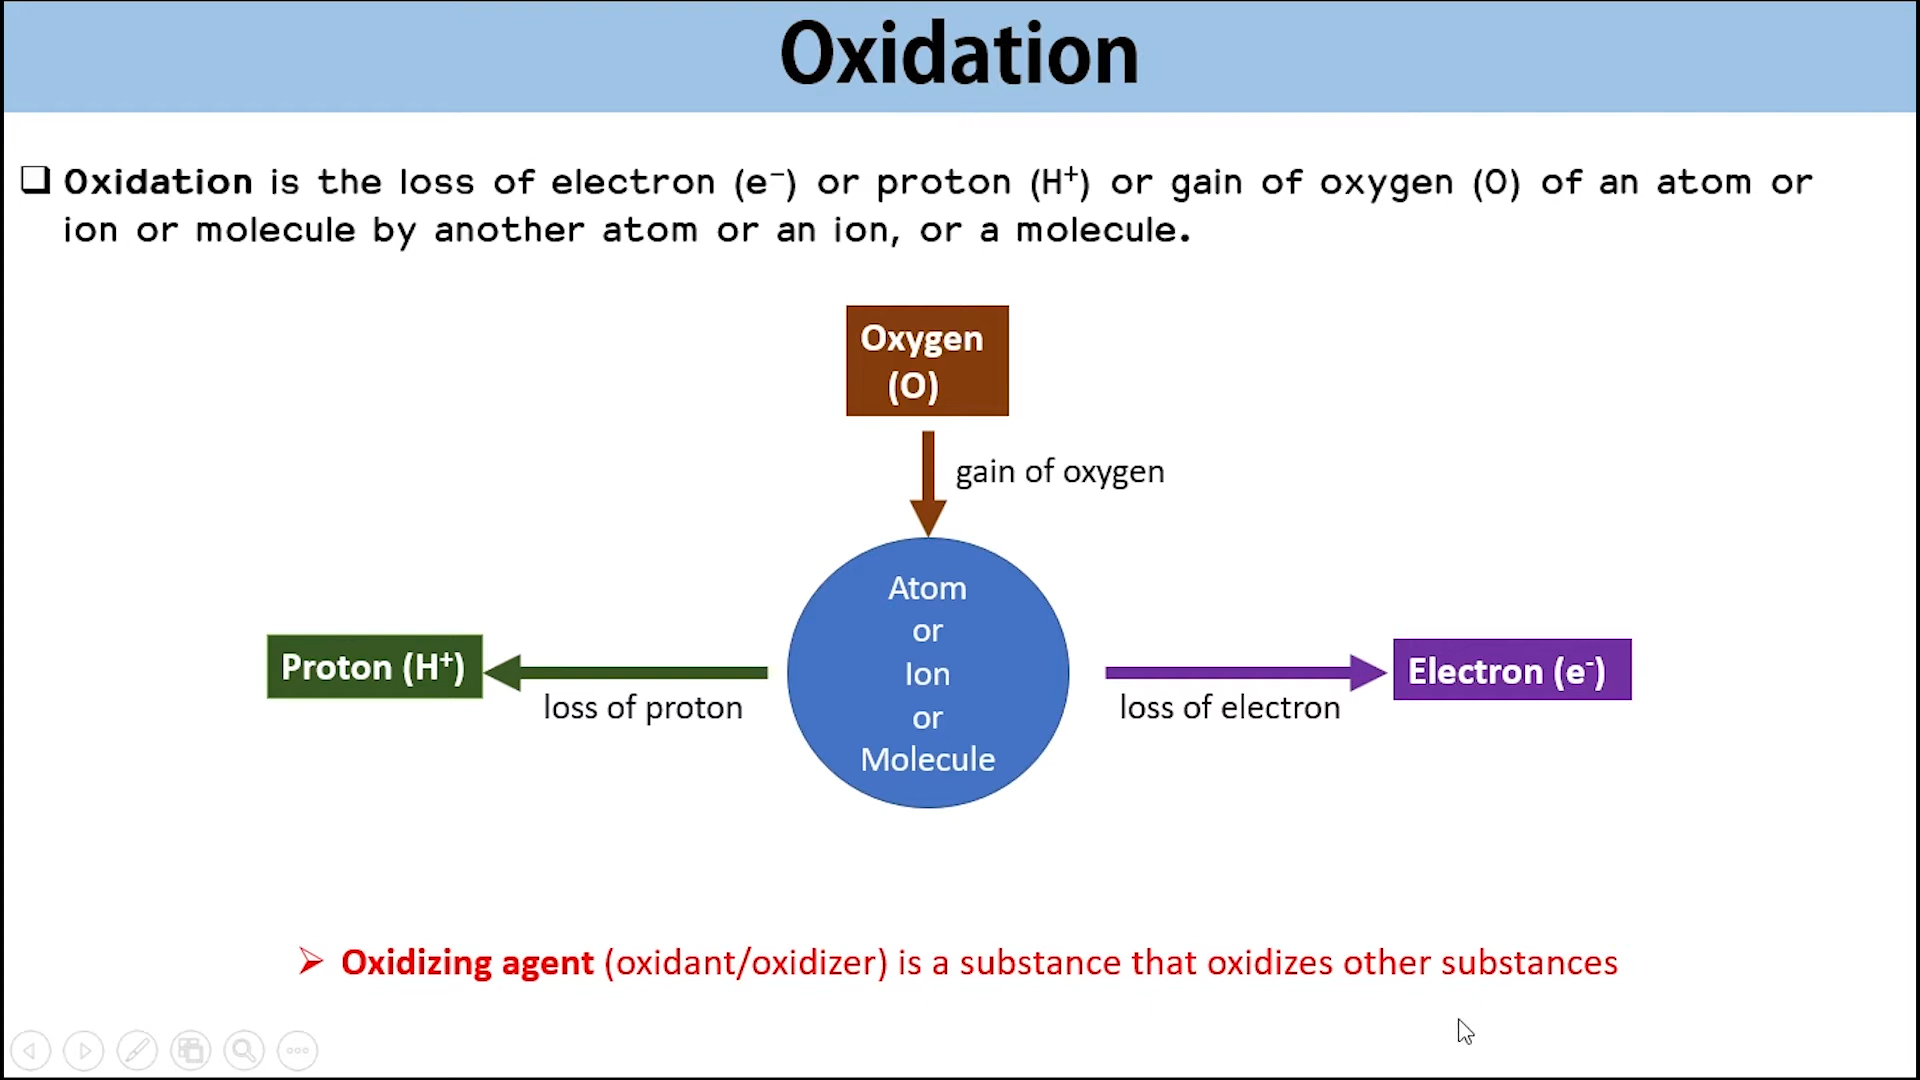 Oxidation
Oxidation is the loss of electron (e⁻) or proton (H⁺) or gain of oxygen (O) of an atom or
ion or molecule by another atom or an ion, or a molecule.
Oxygen
(O)
gain of oxygen
Atom
or
Ion
or
Molecule
Proton (H⁺)
loss of proton
loss of electron
Electron (e⁻)
Oxidizing agent (oxidant/oxidizer) is a substance that oxidizes other substances